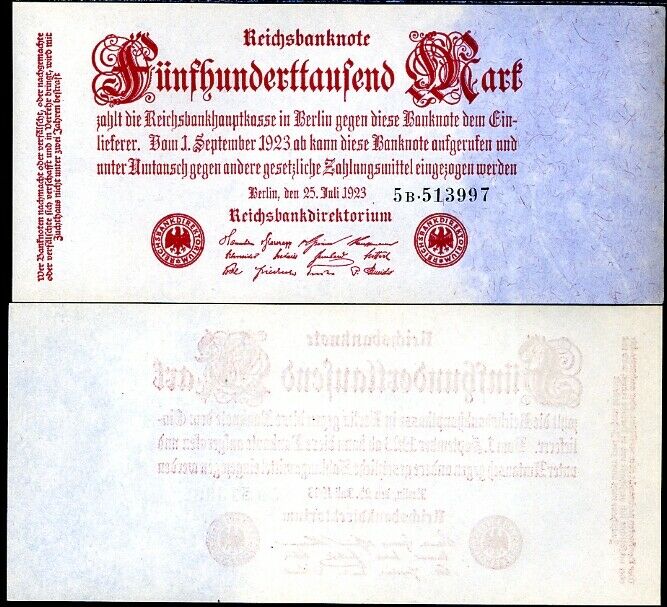 Reichsbanknote
Fünfhunderttausend Mark
zahlt die Reichsbankhauptkasse in Berlin gegen diese Banknote dem Ein-
lieferer. Vom 1. September 1923 ab kann diese Banknote aufgerufen und
unter Umtausch gegen andere gesetzliche Zahlungsmittel eingezogen werden
Berlin, den 25. Juli 1923
5B·513997
Reichsbankdirektorium
REICHSBANKDIREKTORIUM
REICHSBANKDIREKTORIUM
Wer Banknoten nachmacht oder verfälscht, oder nachgemachte
oder verfälschte sich verschafft und in Verkehr bringt, wird mit
Zuchthaus nicht unter zwei Jahren bestraft